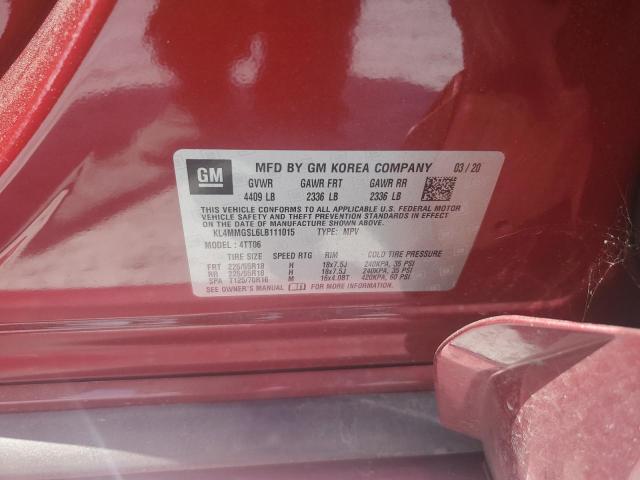 GM
MFD BY GM KOREA COMPANY 03/20
GVWR GAWR FRT GAWR RR
4409 LB 2336 LB 2336 LB
THIS VEHICLE CONFORMS TO ALL APPLICABLE U.S. FEDERAL MOTOR
VEHICLE SAFETY AND THEFT PREVENTION STANDARDS IN EFFECT
ON THE DATE OF MANUFACTURE SHOWN ABOVE.
KL4MMGSL6LB111015 TYPE: MPV
MODEL: 4TT06
TIRE SIZE SPEED RTG RIM COLD TIRE PRESSURE
FRT 225/55R18 H 18x7.5J 240KPA, 35 PSI
RR 225/55R18 H 18x7.5J 240KPA, 35 PSI
SPA T125/70R16 M 16x4.0BT 420KPA, 60 PSI
SEE OWNER'S MANUAL FOR MORE INFORMATION.